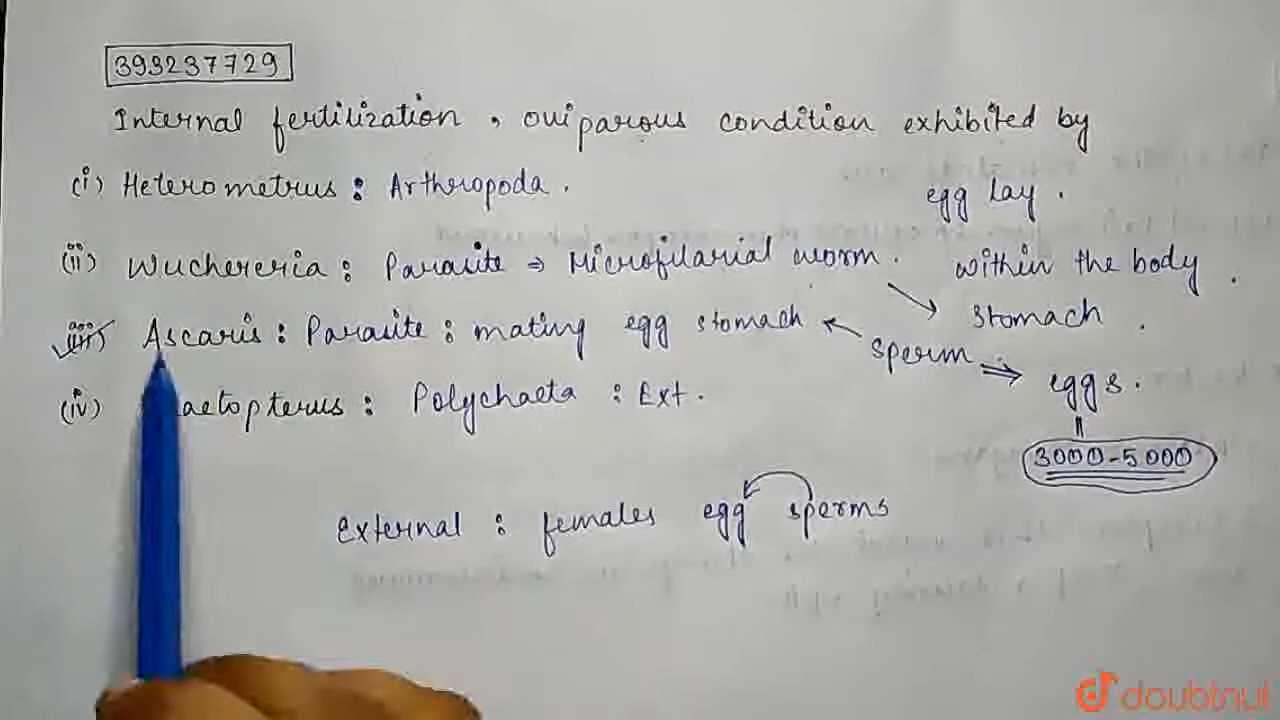 393237729
Internal fertilization, oviparous condition exhibited by
(i) Heterometrus : Artheropoda.
egg lay.
(ii) Wuchereria : Parasite ⇒ Microfilarial worm.
within the body.
→ stomach.
(iii) Ascaris : Parasite : mating egg stomach ← sperm ⇒ eggs.
(iv) aetopterus : Polychaeta : Ext.
3000-5000
External : females egg sperms
doubtnut